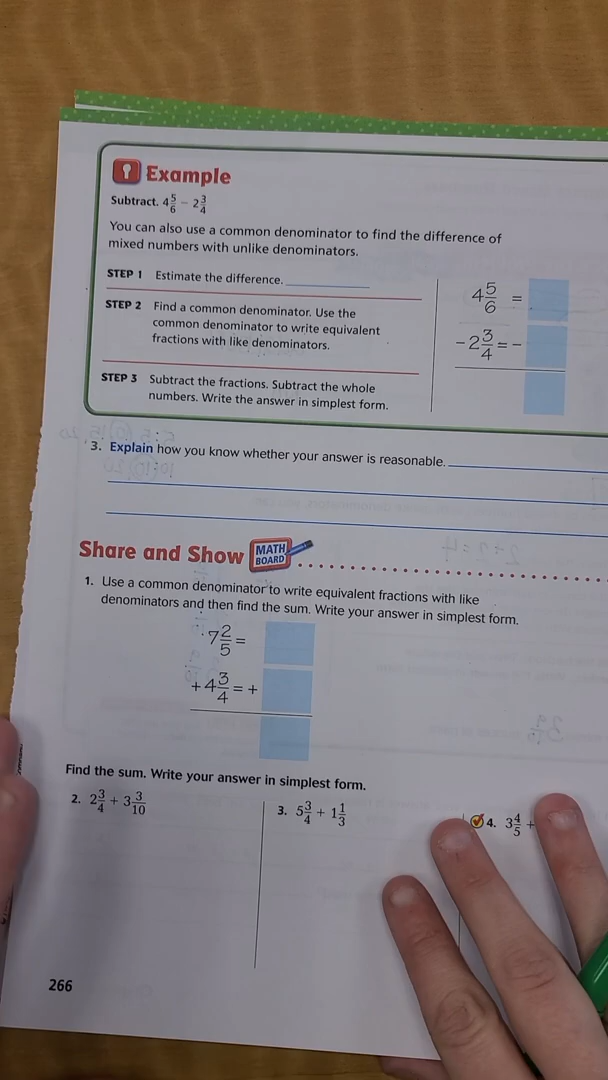 Example
Subtract. 4 5/6 − 2 3/4
You can also use a common denominator to find the difference of
mixed numbers with unlike denominators.
STEP 1 Estimate the difference.
STEP 2 Find a common denominator. Use the
common denominator to write equivalent
fractions with like denominators.
STEP 3 Subtract the fractions. Subtract the whole
numbers. Write the answer in simplest form.
4 5/6 =
−2 3/4 = −
3. Explain how you know whether your answer is reasonable.
Share and Show MATH
BOARD
1. Use a common denominator to write equivalent fractions with like
denominators and then find the sum. Write your answer in simplest form.
7 2/5 =
+ 4 3/4 = +
Find the sum. Write your answer in simplest form.
2. 2 3/4 + 3 3/10
3. 5 3/4 + 1 1/3
4. 3 4/5 +
266